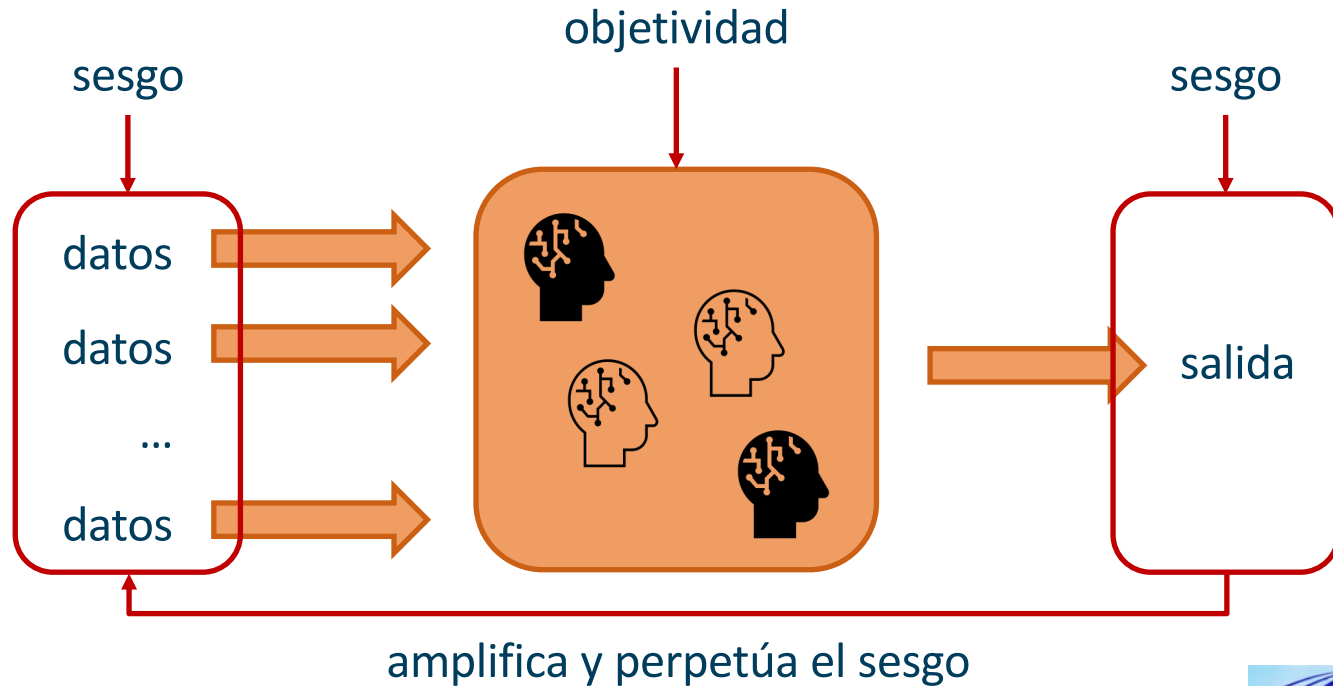 objetividad
sesgo
sesgo
datos
datos
...
datos
salida
amplifica y perpetúa el sesgo